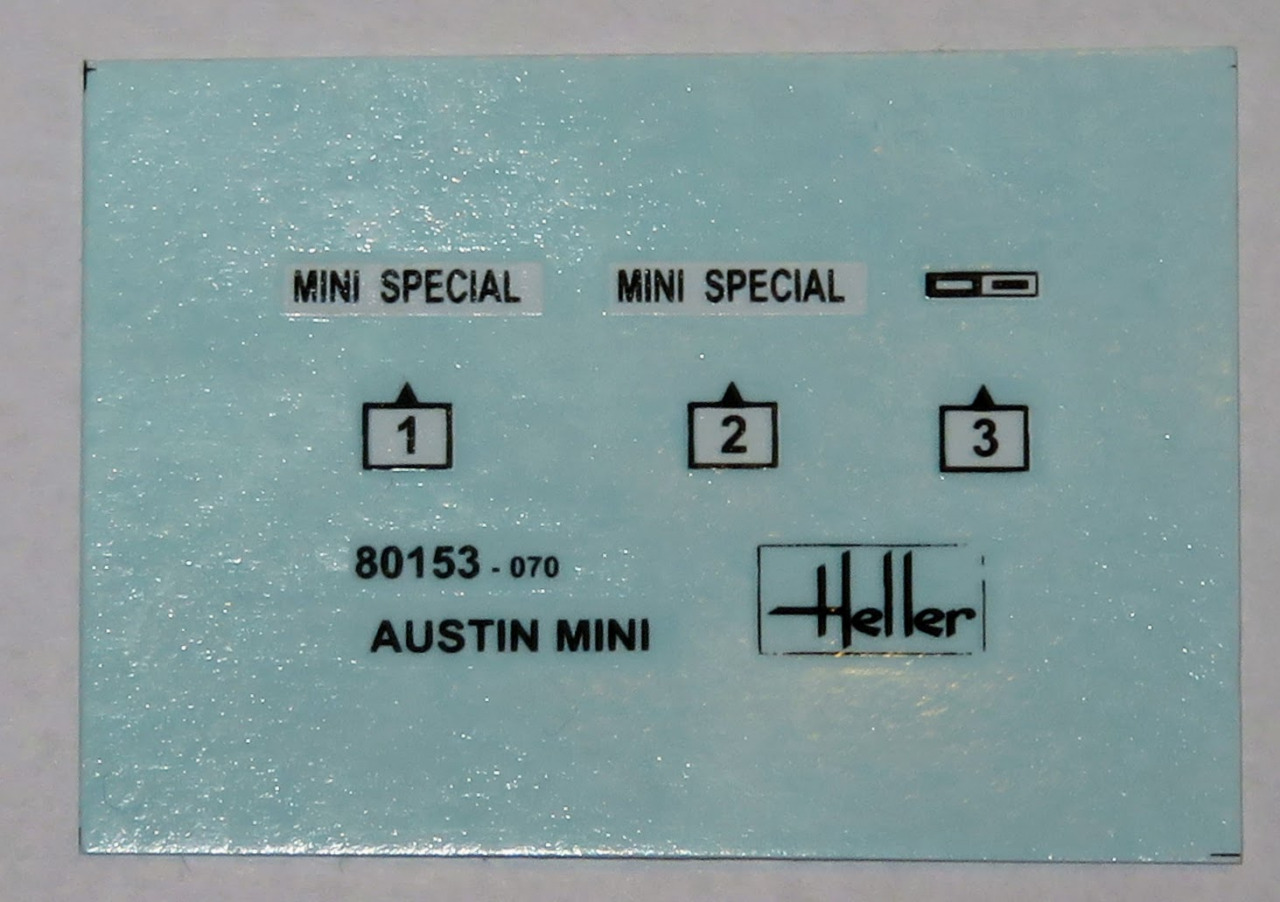 MINI SPECIAL MINI SPECIAL
1 2 3
80153 - 070
AUSTIN MINI
Heller